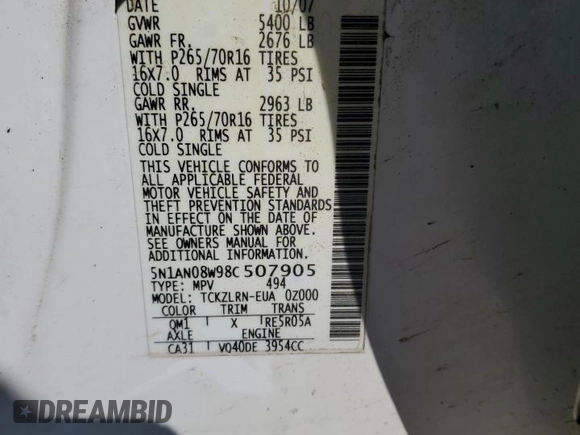 DATE 10/07
GVWR 5400 LB
GAWR FR. 2676 LB
WITH P265/70R16 TIRES
16X7.0 RIMS AT 35 PSI
COLD SINGLE
GAWR RR. 2963 LB
WITH P265/70R16 TIRES
16X7.0 RIMS AT 35 PSI
COLD SINGLE
THIS VEHICLE CONFORMS TO
ALL APPLICABLE FEDERAL
MOTOR VEHICLE SAFETY AND
THEFT PREVENTION STANDARDS
IN EFFECT ON THE DATE OF
MANUFACTURE SHOWN ABOVE.
SEE OWNERS MANUAL FOR
ADDITIONAL INFORMATION.
5N1AN08W98C507905
TYPE: MPV 494
MODEL: TCKZLRN-EUA 0Z000
COLOR TRIM TRANS
QM1 X RE5R05A
AXLE ENGINE
CA31 VQ40DE 3954CC
DREAMBID